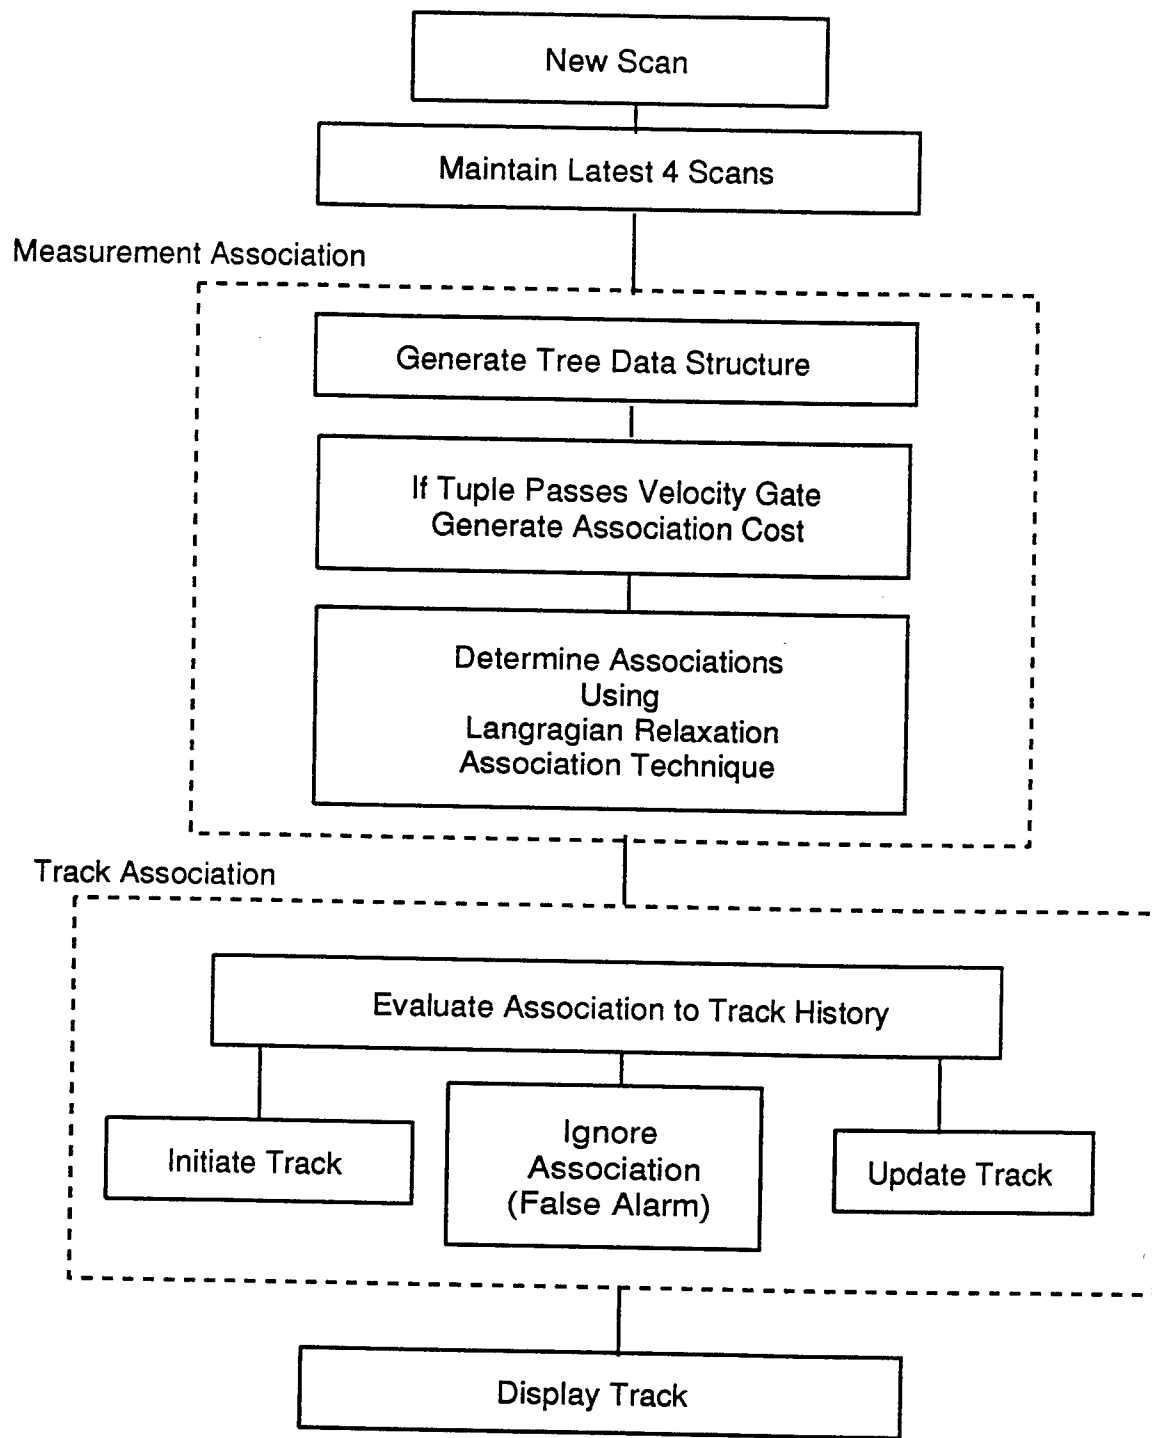 New Scan
Maintain Latest 4 Scans
Measurement Association
Generate Tree Data Structure
If Tuple Passes Velocity Gate
Generate Association Cost
Determine Associations
Using
Langragian Relaxation
Association Technique
Track Association
Evaluate Association to Track History
Initiate Track
Ignore
Association
(False Alarm)
Update Track
Display Track